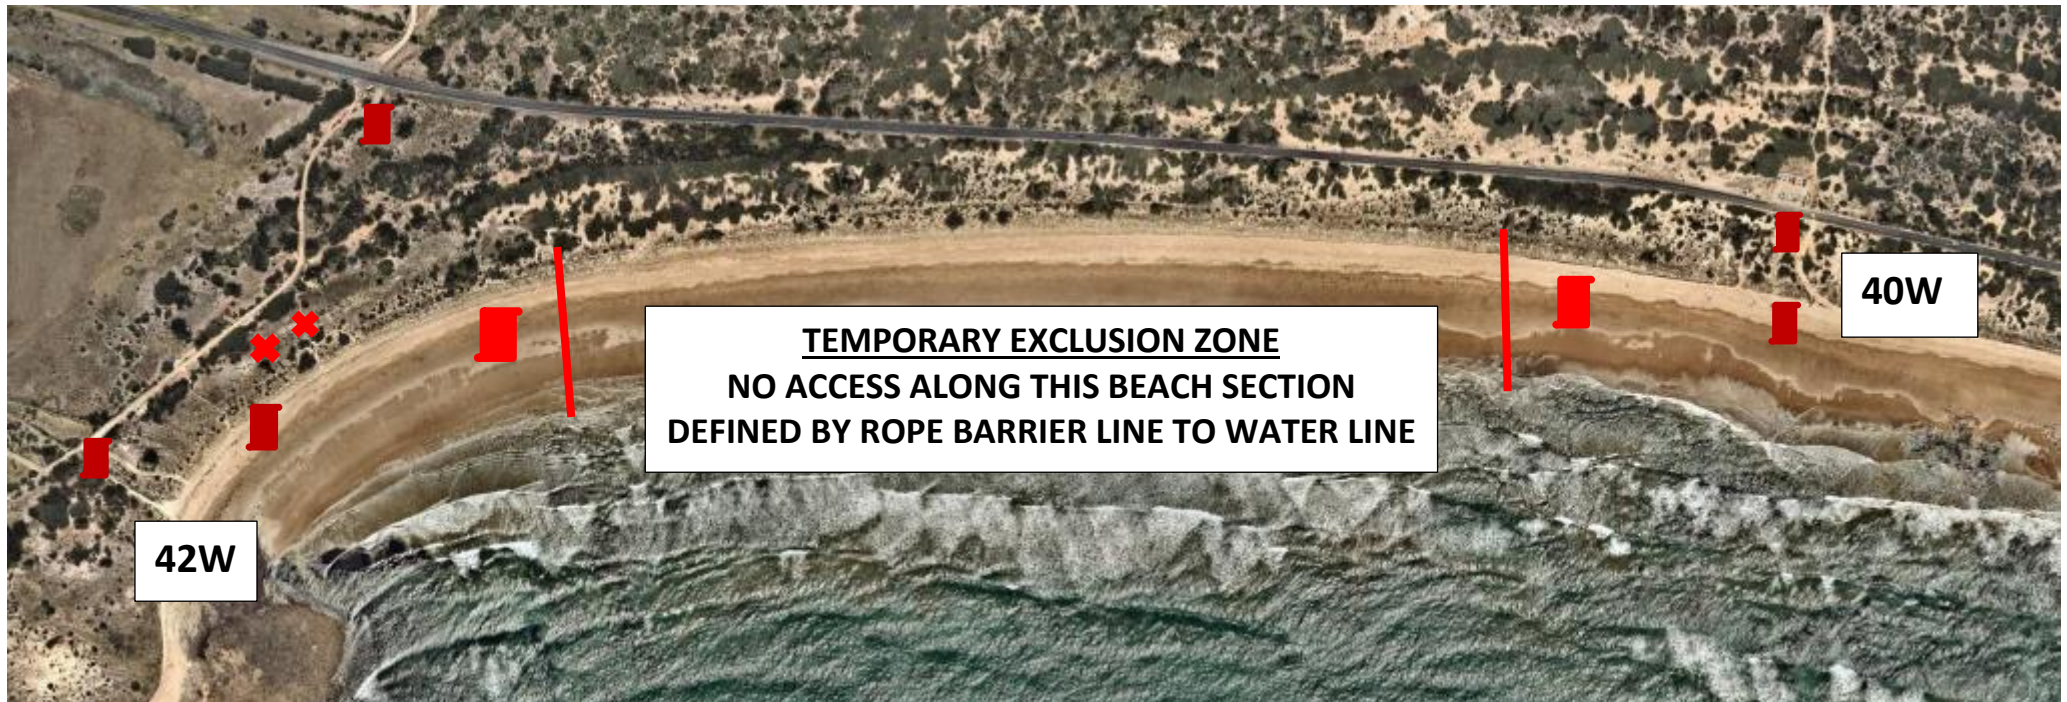 40W
TEMPORARY EXCLUSION ZONE
NO ACCESS ALONG THIS BEACH SECTION
DEFINED BY ROPE BARRIER LINE TO WATER LINE
42W